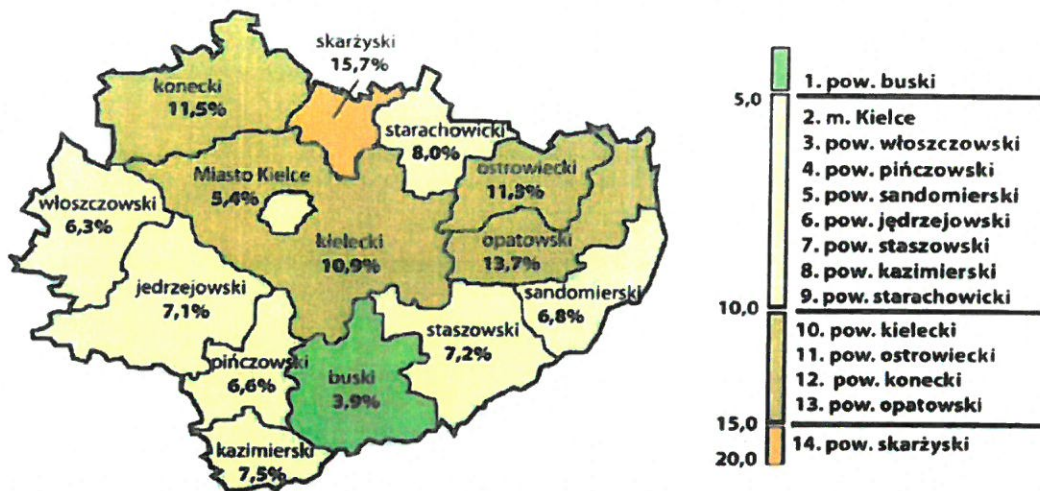 skarżyski
15,7%
konecki
11,5%
starachowicki
8,0%
Miasto Kielce
5,4%
ostrowiecki
11,3%
włoszczowski
6,3%
kielecki
10,9%
opatowski
13,7%
jedrzejowski
7,1%
sandomierski
6,8%
staszowski
7,2%
pińczowski
6,6%
buski
3,9%
kazimierski
7,5%
1. pow. buski
5,0
2. m. Kielce
3. pow. włoszczowski
4. pow. pińczowski
5. pow. sandomierski
6. pow. jędrzejowski
7. pow. staszowski
8. pow. kazimierski
9. pow. starachowicki
10,0
10. pow. kielecki
11. pow. ostrowiecki
12. pow. konecki
13. pow. opatowski
15,0
14. pow. skarżyski
20,0